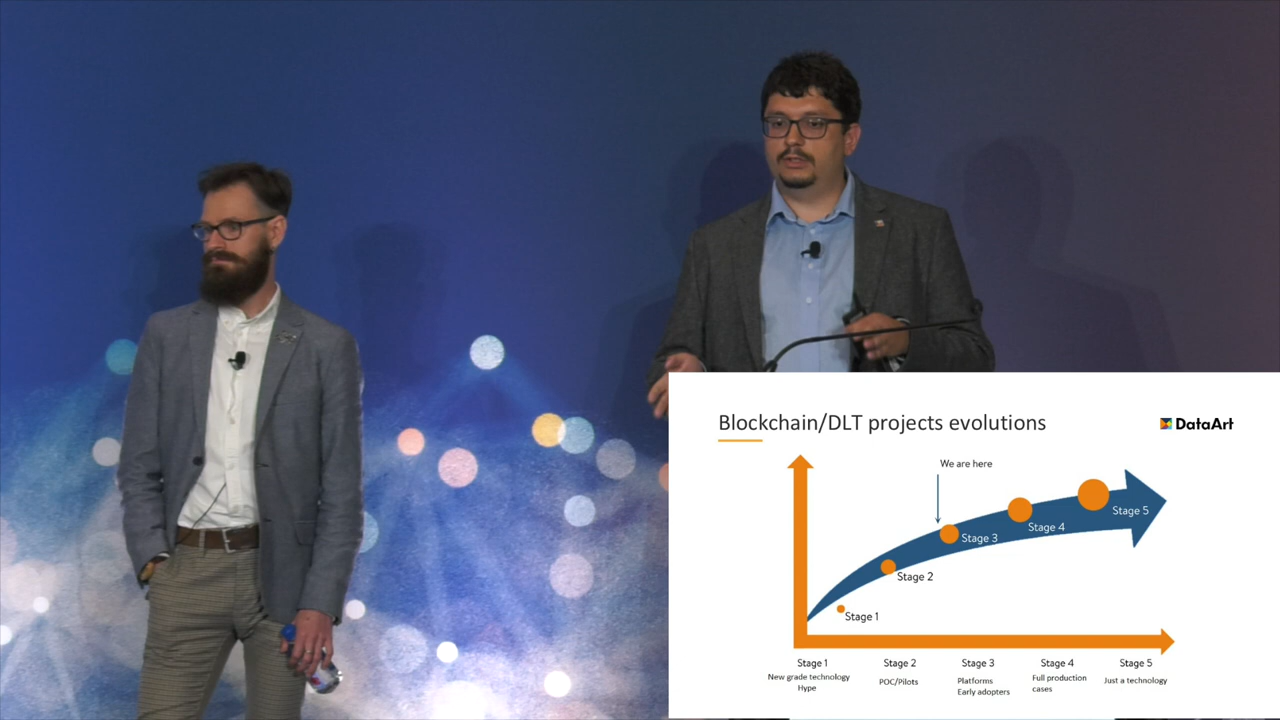 Blockchain/DLT projects evolutions
DataArt
We are here
Stage 5
Stage 4
Stage 3
Stage 2
Stage 1
Stage 1
New grade technology
Hype
Stage 2
POC/Pilots
Stage 3
Platforms
Early adopters
Stage 4
Full production
cases
Stage 5
Just a technology